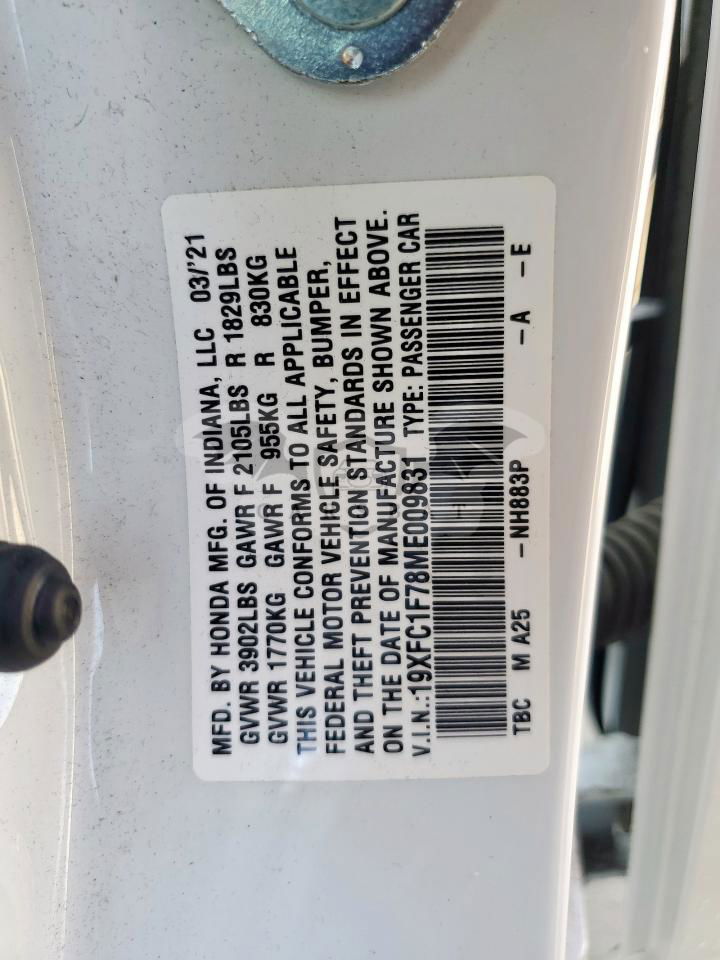 MFD. BY HONDA MFG. OF INDIANA, LLC 03/'21
GVWR 3902LBS GAWR F 2105LBS R 1829LBS
GVWR 1770KG GAWR F 955KG R 830KG
THIS VEHICLE CONFORMS TO ALL APPLICABLE
FEDERAL MOTOR VEHICLE SAFETY, BUMPER,
AND THEFT PREVENTION STANDARDS IN EFFECT
ON THE DATE OF MANUFACTURE SHOWN ABOVE.
V.I.N.:19XFC1F78ME009831 TYPE: PASSENGER CAR
TBC M A25 -NH883P -A -E